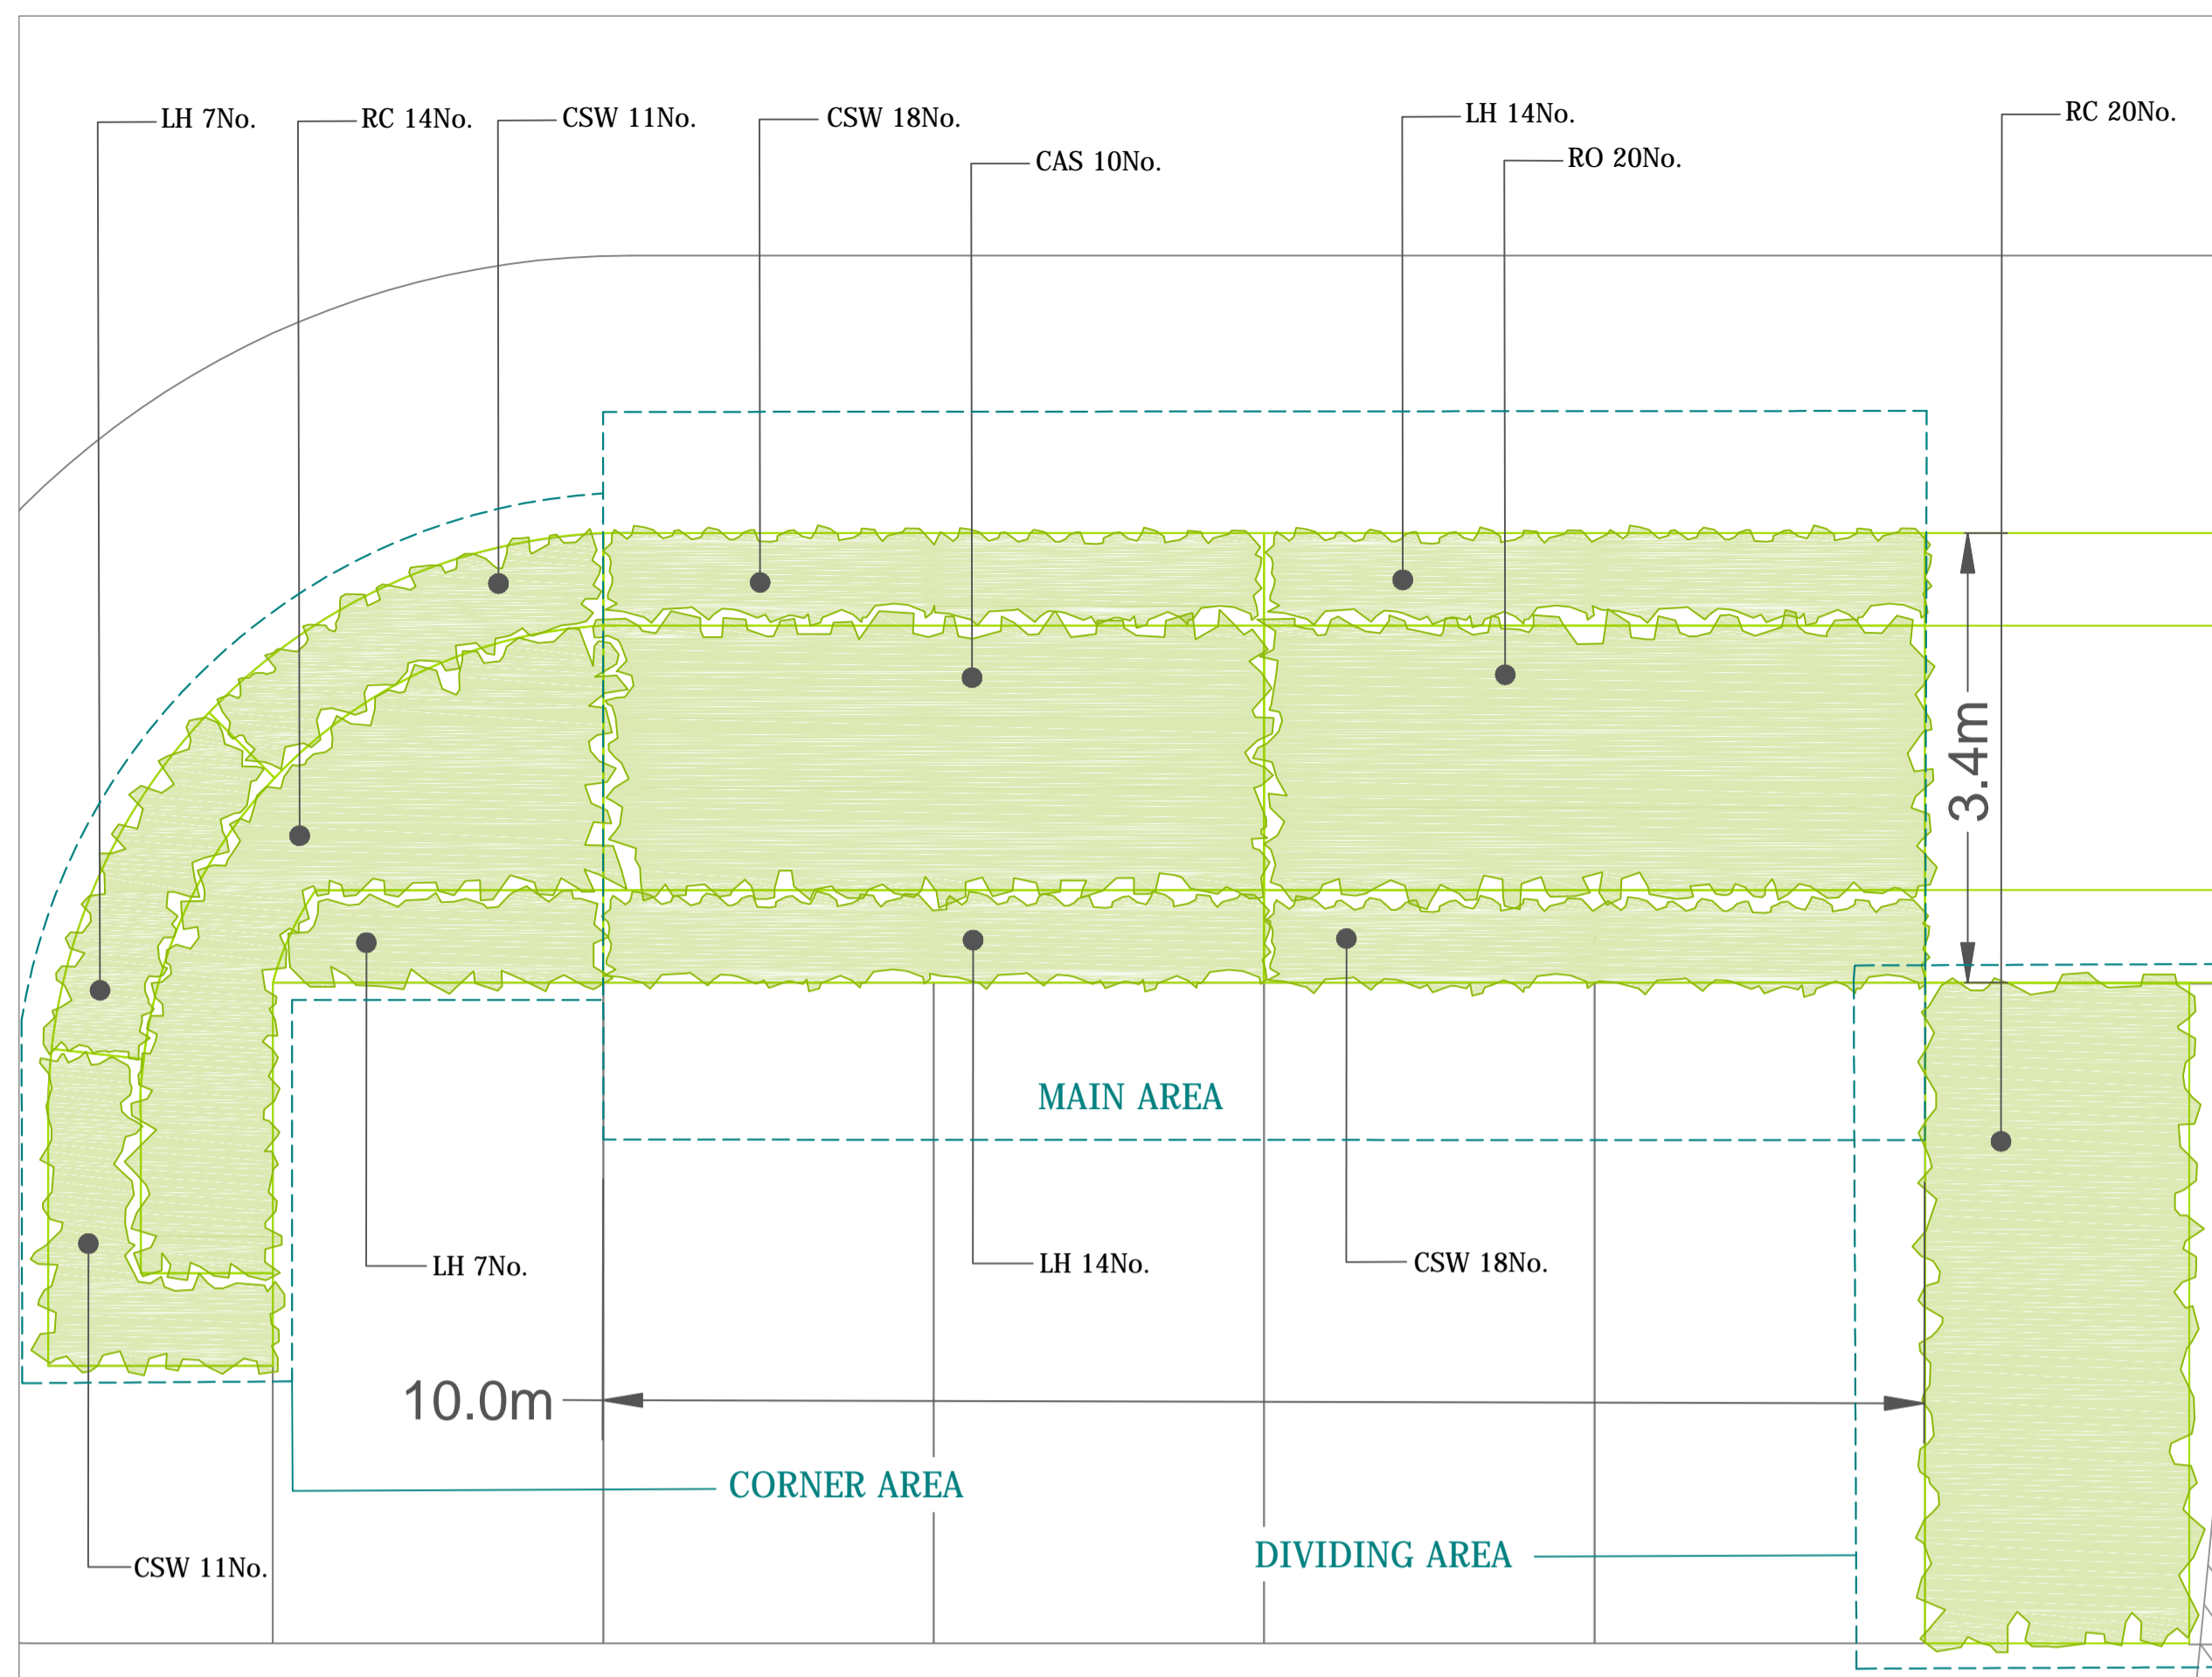 LH 7No.
RC 14No.
CSW 11No.
CSW 18No.
LH 14No.
RC 20No.
CAS 10No.
RO 20No.
3.4m
MAIN AREA
LH 7No.
LH 14No.
CSW 18No.
10.0m
CORNER AREA
DIVIDING AREA
CSW 11No.